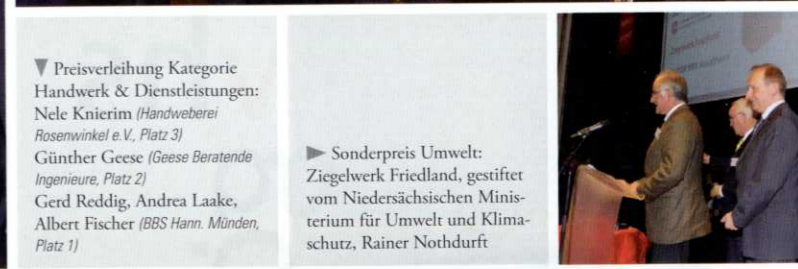 ▼ Preisverleihung Kategorie
Handwerk & Dienstleistungen:
Nele Knierim (Handweberei
Rosenwinkel e.V., Platz 3)
Günther Geese (Geese Beratende
Ingenieure, Platz 2)
Gerd Reddig, Andrea Laake,
Albert Fischer (BBS Hann. Münden,
Platz 1)
► Sonderpreis Umwelt:
Ziegelwerk Friedland, gestiftet
vom Niedersächsischen Minis-
terium für Umwelt und Klima-
schutz, Rainer Nothdurft